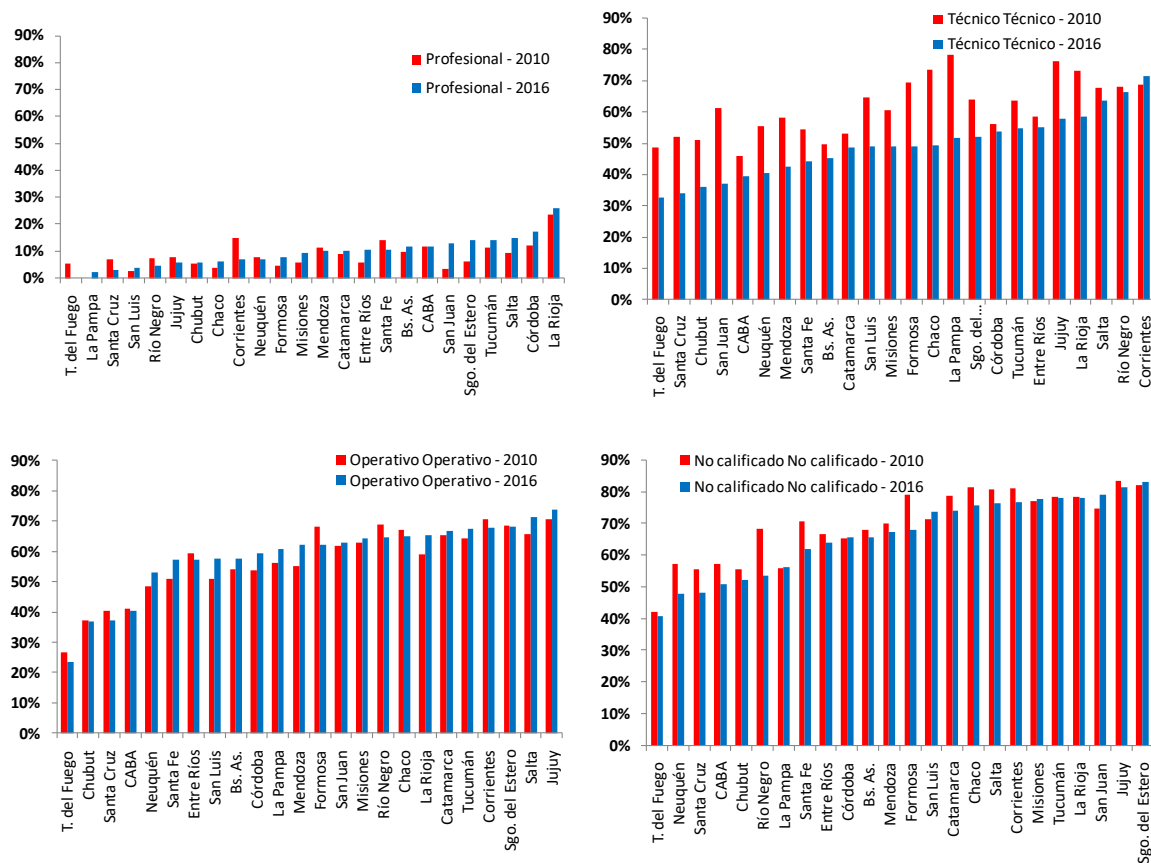 90%
80%
70%
60%
50%
40%
30%
20%
10%
0%
Profesional - 2010
Profesional - 2016
T. del Fuego
La Pampa
Santa Cruz
San Luis
Río Negro
Jujuy
Chubut
Chaco
Corrientes
Neuquén
Formosa
Misiones
Mendoza
Catamarca
Entre Ríos
Santa Fe
Bs. As.
CABA
San Juan
Sgo. del Estero
Tucumán
Salta
Córdoba
La Rioja
90%
80%
70%
60%
50%
40%
30%
20%
10%
0%
Técnico Técnico - 2010
Técnico Técnico - 2016
T. del Fuego
Santa Cruz
Chubut
San Juan
CABA
Neuquén
Mendoza
Santa Fe
Bs. As.
Catamarca
San Luis
Misiones
Formosa
Chaco
La Pampa
Sgo. del...
Córdoba
Tucumán
Entre Ríos
Jujuy
La Rioja
Salta
Río Negro
Corrientes
90%
80%
70%
60%
50%
40%
30%
20%
10%
0%
Operativo Operativo - 2010
Operativo Operativo - 2016
T. del Fuego
Chubut
Santa Cruz
CABA
Neuquén
Santa Fe
Entre Ríos
San Luis
Bs. As.
Córdoba
La Pampa
Mendoza
Formosa
San Juan
Misiones
Río Negro
Chaco
La Rioja
Catamarca
Tucumán
Corrientes
Sgo. del Estero
Salta
Jujuy
90%
80%
70%
60%
50%
40%
30%
20%
10%
0%
No calificado No calificado - 2010
No calificado No calificado - 2016
T. del Fuego
Neuquén
Santa Cruz
CABA
Chubut
Río Negro
La Pampa
Santa Fe
Entre Ríos
Córdoba
Bs. As.
Mendoza
Formosa
San Luis
Catamarca
Chaco
Salta
Corrientes
Misiones
Tucumán
La Rioja
San Juan
Jujuy
Sgo. del Estero